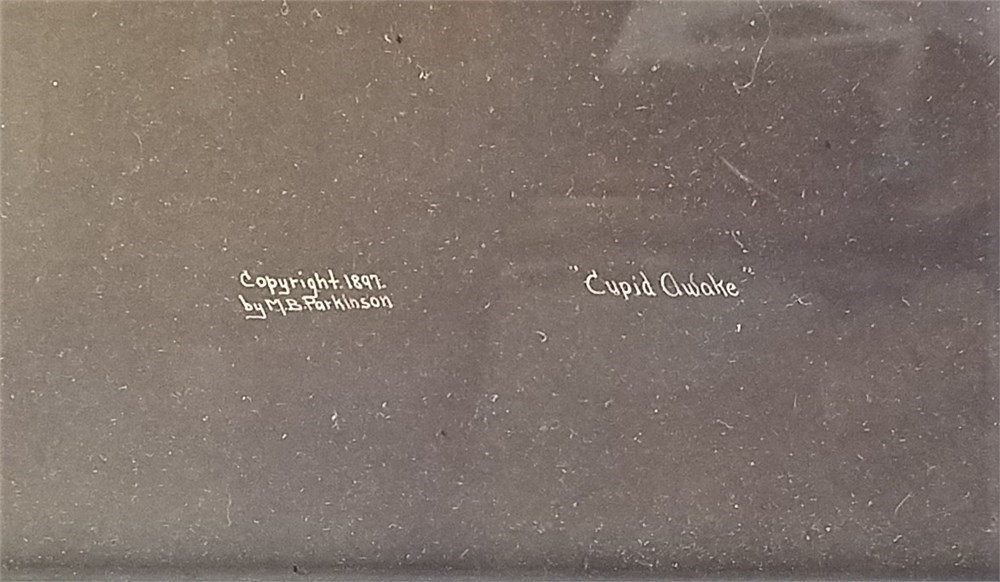 Copyright. 1897.
by M.B. Parkinson
"Cupid Awake"